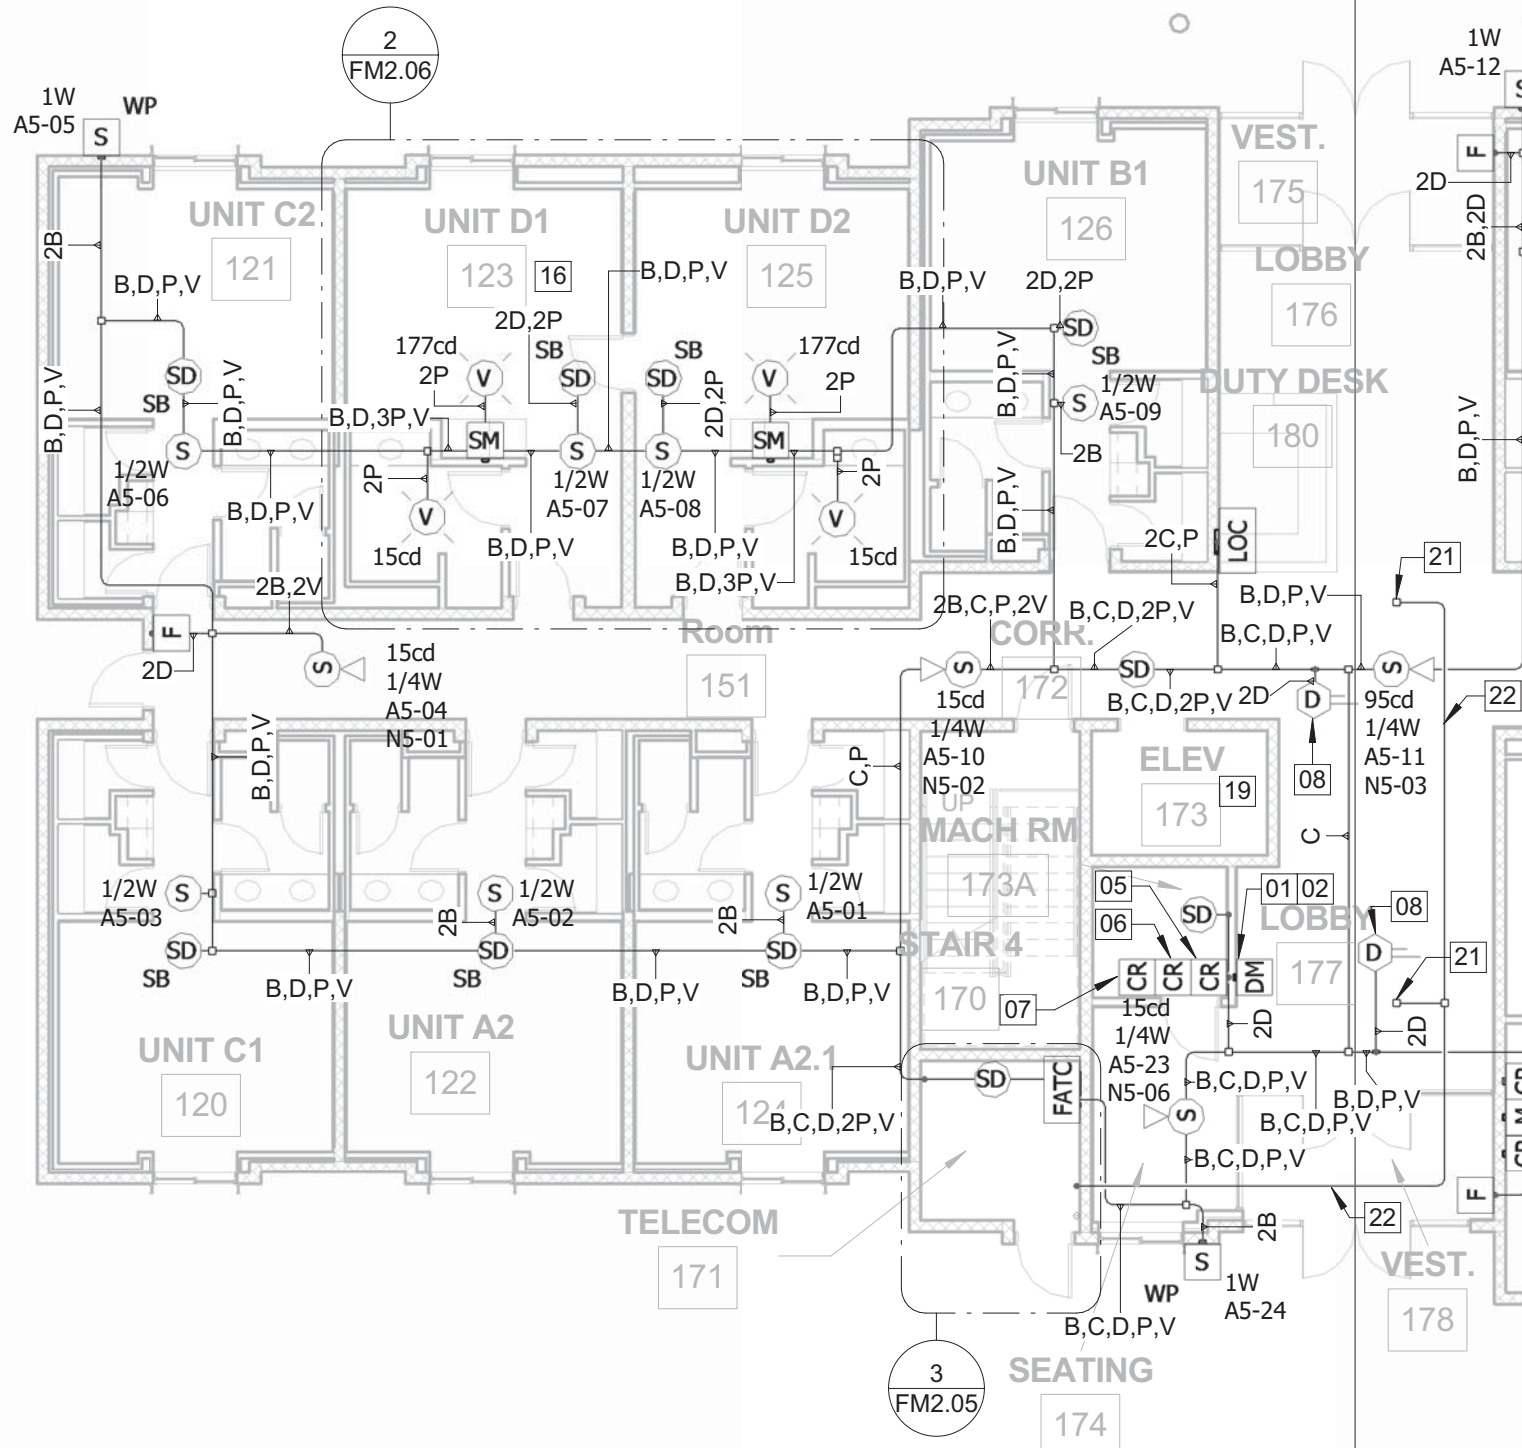 2
FM2.06
1W
A5-05
WP
S
1W
A5-12
S
VEST.
175
F
2D
UNIT B1
126
UNIT C2
121
UNIT D1
123
16
UNIT D2
125
2B
B,D,P,V
B,D,P,V
B,D,P,V
2D,2P
2B,2D
LOBBY
176
2D,2P
177cd
2P
V
SB
SD
SB
SD
177cd
2P
V
SD
SB
B,D,P,V
SD
SB
B,D,P,V
B,D,P,V
B,D,3P,V
SM
2D,2P
SM
S
1/2W
A5-09
2B
DUTY DESK
180
B,D,P,V
S
1/2W
A5-06
B,D,P,V
2P
V
15cd
S
1/2W
A5-07
B,D,P,V
S
1/2W
A5-08
B,D,P,V
B,D,3P,V
2P
V
15cd
B,D,P,V
2C,P
LOC
21
2B,2V
F
2D
S
15cd
1/4W
A5-04
N5-01
Room
151
2B,C,P,2V
CORR.
172
B,C,D,2P,V
B,D,P,V
B,C,D,P,V
S
15cd
1/4W
A5-10
N5-02
SD
B,C,D,2P,V
2D
D
08
S
95cd
1/4W
A5-11
N5-03
22
B,D,P,V
C,P
UP
MACH RM
173A
ELEV
173
19
C
1/2W
A5-03
S
SD
SB
B,D,P,V
2B
S
1/2W
A5-02
SD
SB
B,D,P,V
2B
S
1/2W
A5-01
SD
SB
B,D,P,V
STAIR 4
170
05
06
07
SD
01
02
CR
CR
CR
DM
LOBBY
177
08
D
21
2D
2D
15cd
1/4W
A5-23
N5-06
UNIT C1
120
UNIT A2
122
UNIT A2.1
124
B,C,D,2P,V
SD
FATC
S
B,C,D,P,V
B,C,D,P,V
B,D,P,V
B,C,D,P,V
CR
M
CR
F
TELECOM
171
22
2B
S
WP
1W
A5-24
VEST.
178
B,C,D,P,V
3
FM2.05
SEATING
174